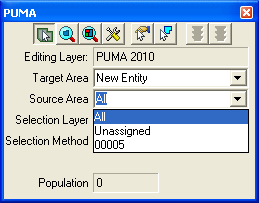 PUMA
Editing Layer: PUMA 2010
Target Area New Entity
Source Area All
Selection Layer All
Unassigned
Selection Method 00005
Population 0